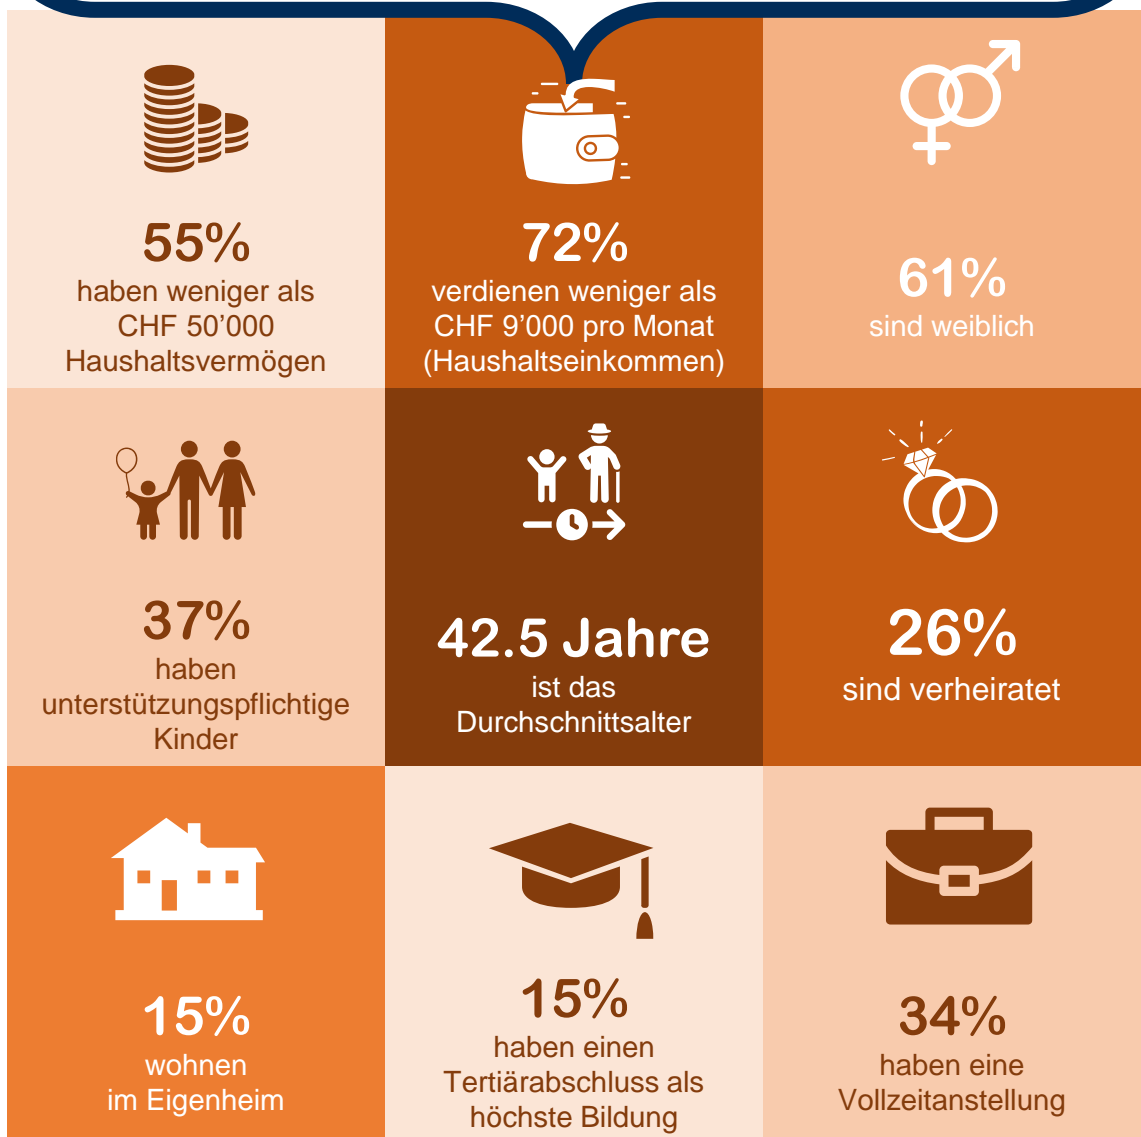 55%
haben weniger als
CHF 50’000
Haushaltsvermögen
72%
verdienen weniger als
CHF 9’000 pro Monat
(Haushaltseinkommen)
61%
sind weiblich
37%
haben
unterstützungspflichtige
Kinder
42.5 Jahre
ist das
Durchschnittsalter
26%
sind verheiratet
15%
wohnen
im Eigenheim
15%
haben einen
Tertiärabschluss als
höchste Bildung
34%
haben eine
Vollzeitanstellung